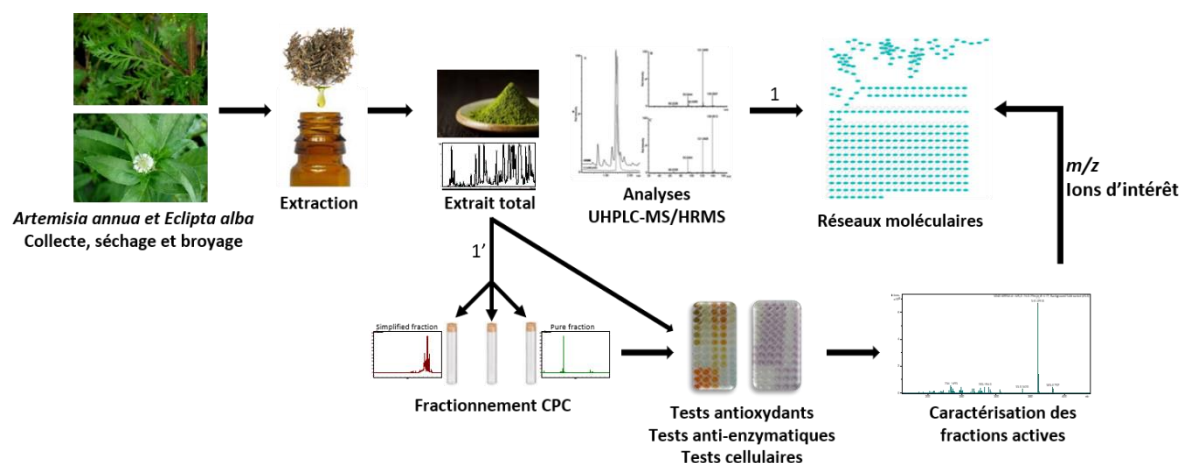 Artemisia annua et Eclipta alba
Collecte, séchage et broyage
Extraction
Extrait total
Analyses
UHPLC-MS/HRMS
1
Réseaux moléculaires
m/z
Ions d’intérêt
1’
Simplified fraction
Pure fraction
Fractionnement CPC
Tests antioxydants
Tests anti-enzymatiques
Tests cellulaires
Caractérisation des
fractions actives